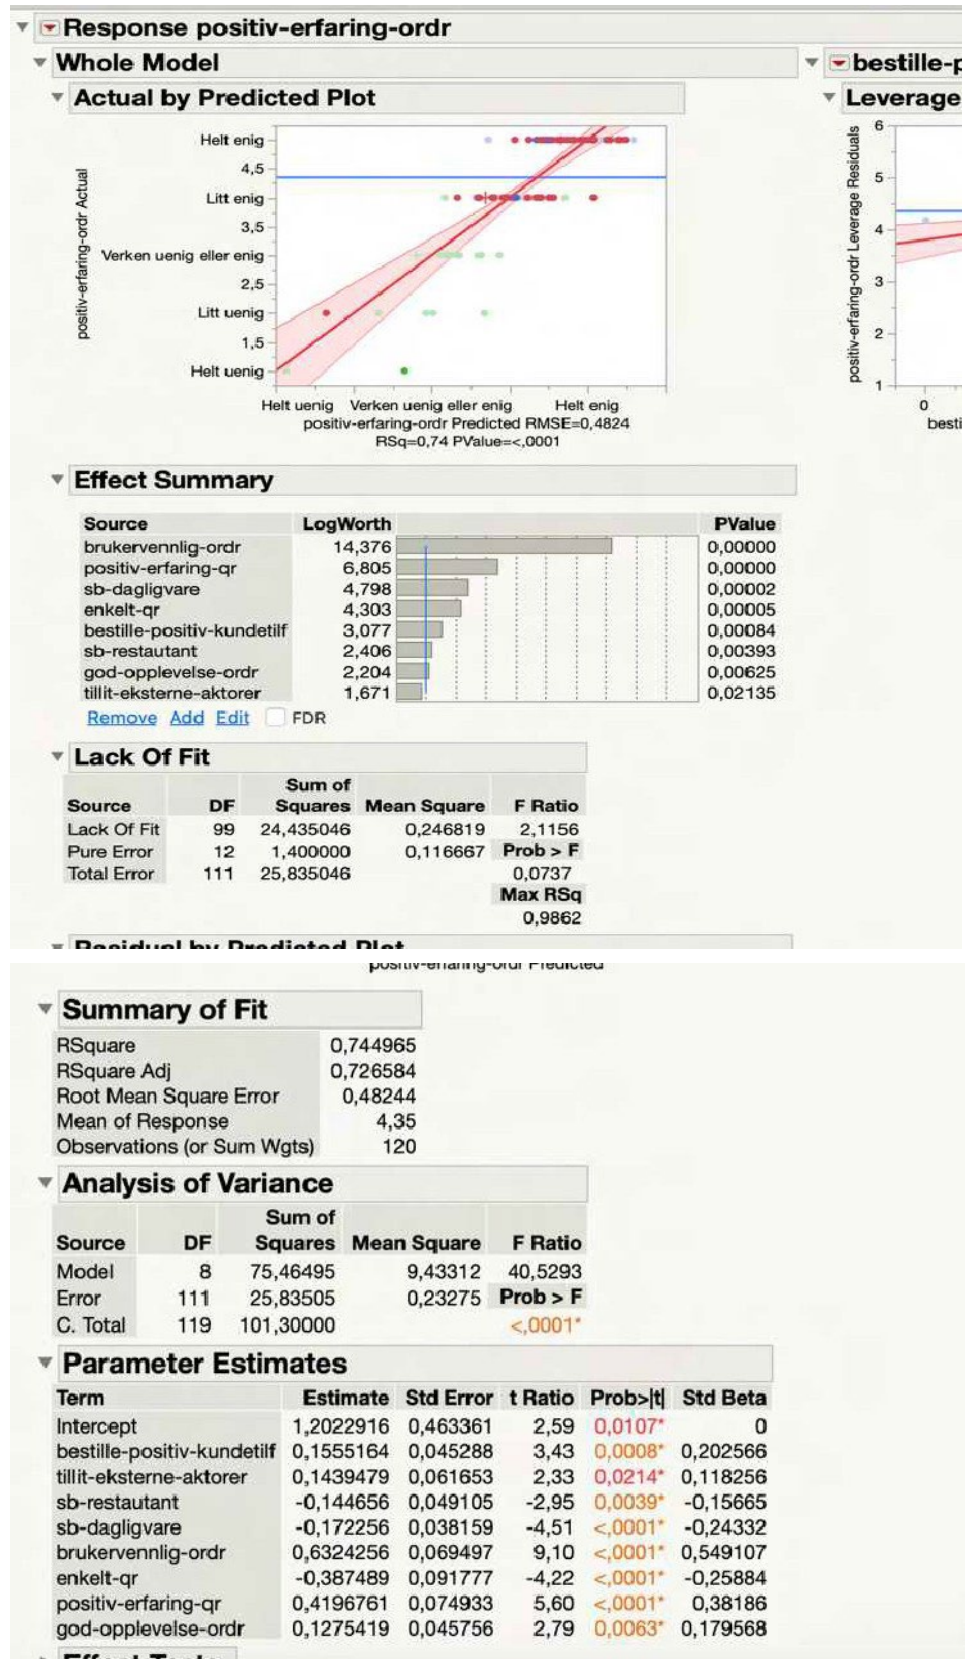 Response positiv-erfaring-ordr
Whole Model
bestille-p
Actual by Predicted Plot
Leverage
positiv-erfaring-ordr Actual
Helt enig
4,5
Litt enig
3,5
Verken uenig eller enig
2,5
Litt uenig
1,5
Helt uenig
Helt uenig Verken uenig eller enig Helt enig
positiv-erfaring-ordr Predicted RMSE=0,4824
RSq=0,74 PValue=<,0001
positiv-erfaring-ordr Leverage Residuals
6
5
4
3
2
1
0
besti
Effect Summary
Source LogWorth PValue
brukervennlig-ordr 14,376 0,00000
positiv-erfaring-qr 6,805 0,00000
sb-dagligvare 4,798 0,00002
enkelt-qr 4,303 0,00005
bestille-positiv-kundetilf 3,077 0,00084
sb-restautant 2,406 0,00393
god-opplevelse-ordr 2,204 0,00625
tillit-eksterne-aktorer 1,671 0,02135
Remove Add Edit FDR
Lack Of Fit
Sum of
Source DF Squares Mean Square F Ratio
Lack Of Fit 99 24,435046 0,246819 2,1156
Pure Error 12 1,400000 0,116667 Prob > F
Total Error 111 25,835046 0,0737
Max RSq
0,9862
Residual by Predicted Plot
positiv-erfaring-ordr Predicted
Summary of Fit
RSquare 0,744965
RSquare Adj 0,726584
Root Mean Square Error 0,48244
Mean of Response 4,35
Observations (or Sum Wgts) 120
Analysis of Variance
Sum of
Source DF Squares Mean Square F Ratio
Model 8 75,46495 9,43312 40,5293
Error 111 25,83505 0,23275 Prob > F
C. Total 119 101,30000 <,0001*
Parameter Estimates
Term Estimate Std Error t Ratio Prob>|t| Std Beta
Intercept 1,2022916 0,463361 2,59 0,0107* 0
bestille-positiv-kundetilf 0,1555164 0,045288 3,43 0,0008* 0,202566
tillit-eksterne-aktorer 0,1439479 0,061653 2,33 0,0214* 0,118256
sb-restautant -0,144656 0,049105 -2,95 0,0039* -0,15665
sb-dagligvare -0,172256 0,038159 -4,51 <,0001* -0,24332
brukervennlig-ordr 0,6324256 0,069497 9,10 <,0001* 0,549107
enkelt-qr -0,387489 0,091777 -4,22 <,0001* -0,25884
positiv-erfaring-qr 0,4196761 0,074933 5,60 <,0001* 0,38186
god-opplevelse-ordr 0,1275419 0,045756 2,79 0,0063* 0,179568
Effect Tests